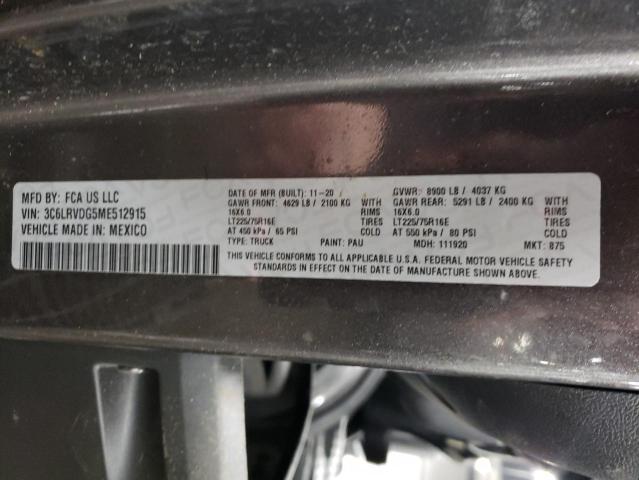 MFD BY: FCA US LLC
VIN: 3C6LRVDG5ME512915
VEHICLE MADE IN: MEXICO
DATE OF MFR (BUILT): 11-20
GAWR FRONT: 4629 LB / 2100 KG WITH
16X6.0 RIMS
LT225/75R16E TIRES
AT 450 kPa / 65 PSI COLD
TYPE: TRUCK PAINT: PAU
GVWR: 8900 LB / 4037 KG
GAWR REAR: 5291 LB / 2400 KG WITH
16X6.0 RIMS
LT225/75R16E TIRES
AT 550 kPa / 80 PSI COLD
MDH: 111920 MKT: 875
THIS VEHICLE CONFORMS TO ALL APPLICABLE U.S.A. FEDERAL MOTOR VEHICLE SAFETY
STANDARDS IN EFFECT ON THE DATE OF MANUFACTURE SHOWN ABOVE.